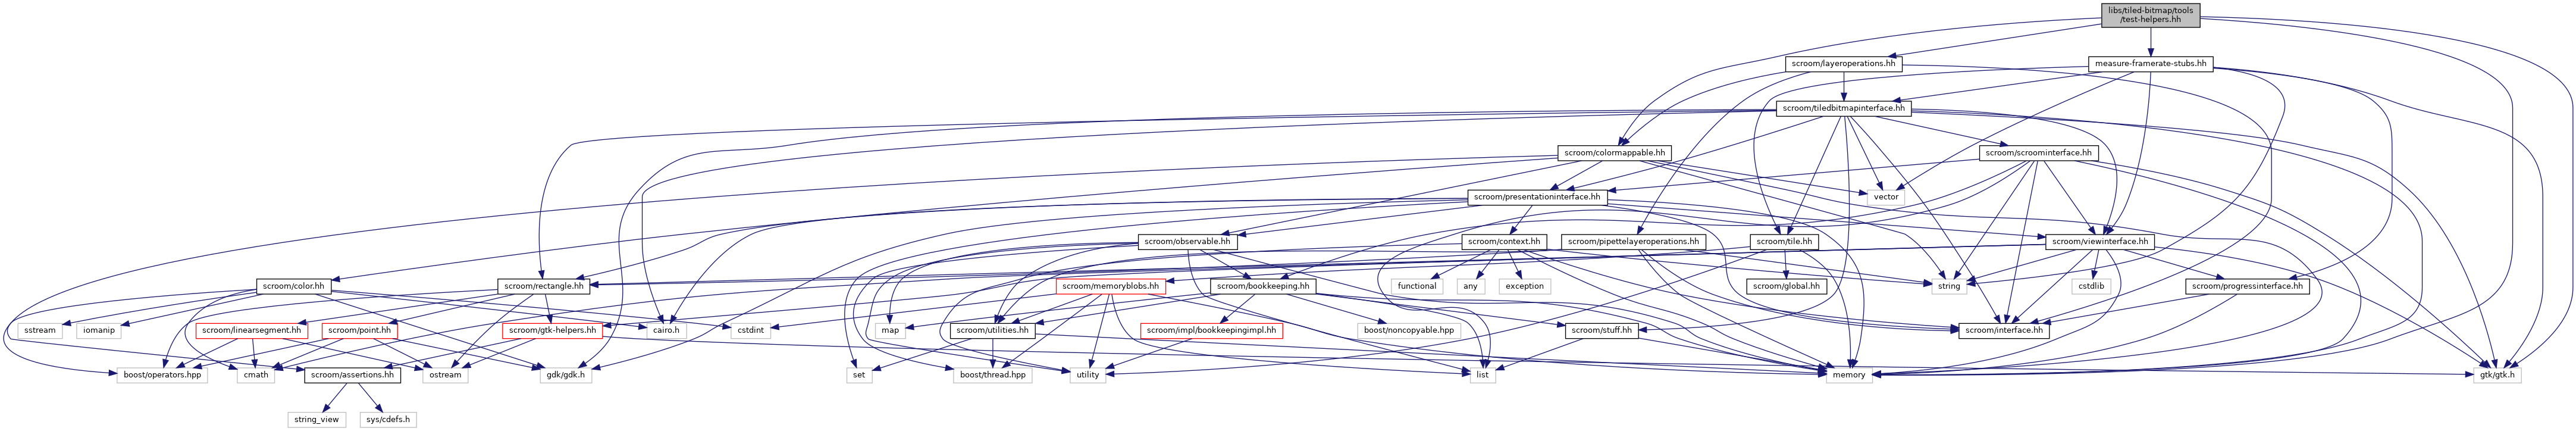 libs/tiled-bitmap/tools
/test-helpers.hh
scroom/layeroperations.hh
measure-framerate-stubs.hh
scroom/tiledbitmapinterface.hh
scroom/colormappable.hh
scroom/scroominterface.hh
scroom/presentationinterface.hh
vector
scroom/observable.hh
scroom/context.hh
scroom/pipettelayeroperations.hh
scroom/tile.hh
scroom/viewinterface.hh
scroom/color.hh
scroom/rectangle.hh
scroom/memoryblobs.hh
scroom/bookkeeping.hh
functional
any
exception
scroom/global.hh
string
cstdlib
scroom/progressinterface.hh
sstream
iomanip
scroom/linearsegment.hh
scroom/point.hh
scroom/gtk-helpers.hh
cairo.h
cstdint
map
scroom/utilities.hh
scroom/impl/bookkeepingimpl.hh
boost/noncopyable.hpp
scroom/stuff.hh
scroom/interface.hh
boost/operators.hpp
cmath
scroom/assertions.hh
ostream
gdk/gdk.h
set
boost/thread.hpp
utility
list
memory
gtk/gtk.h
string_view
sys/cdefs.h